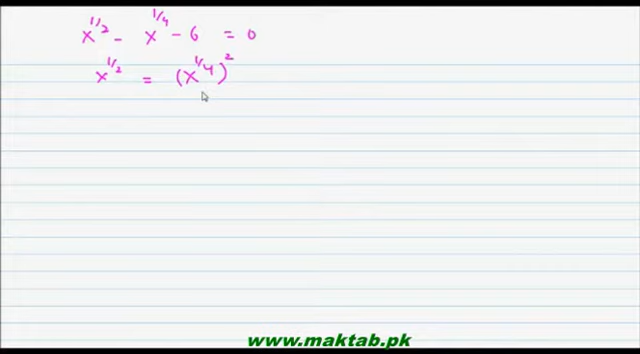 x^1/2 - x^1/4 - 6 = 0
x^1/2 = (x^1/4)^2
www.maktab.pk